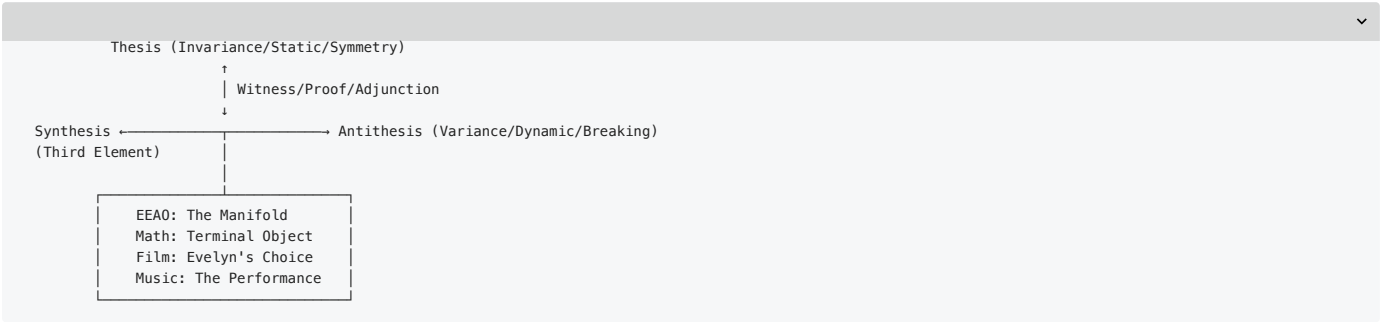 Thesis (Invariance/Static/Symmetry)
Witness/Proof/Adjunction
Synthesis ←───────────┬───────────→ Antithesis (Variance/Dynamic/Breaking)
(Third Element)
EEAO: The Manifold
Math: Terminal Object
Film: Evelyn's Choice
Music: The Performance